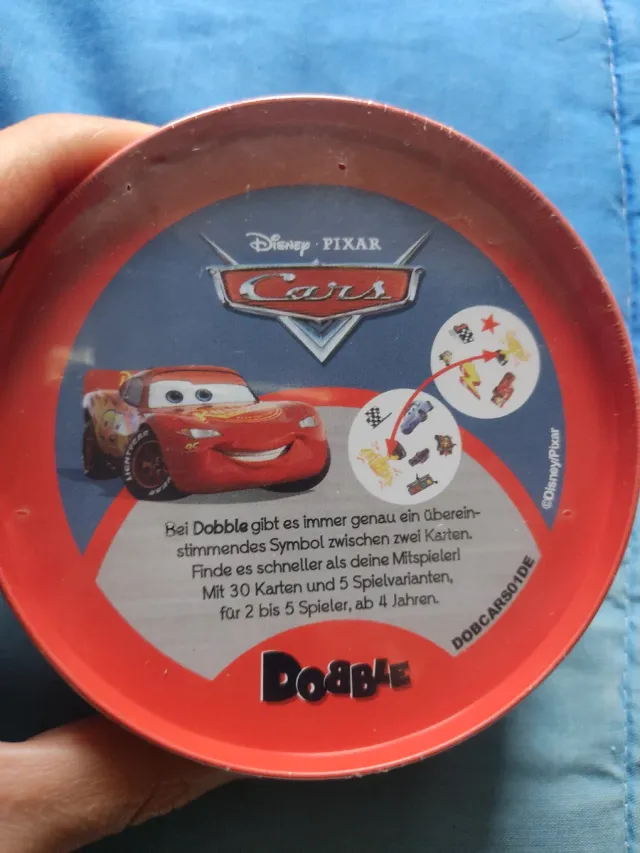 Disney · PIXAR
Cars
Bei Dobble gibt es immer genau ein überein-
stimmendes Symbol zwischen zwei Karten.
Finde es schneller als deine Mitspieler!
Mit 30 Karten und 5 Spielvarianten,
für 2 bis 5 Spieler, ab 4 Jahren.
©Disney/Pixar
DOBCARS01DE
DOBBLE